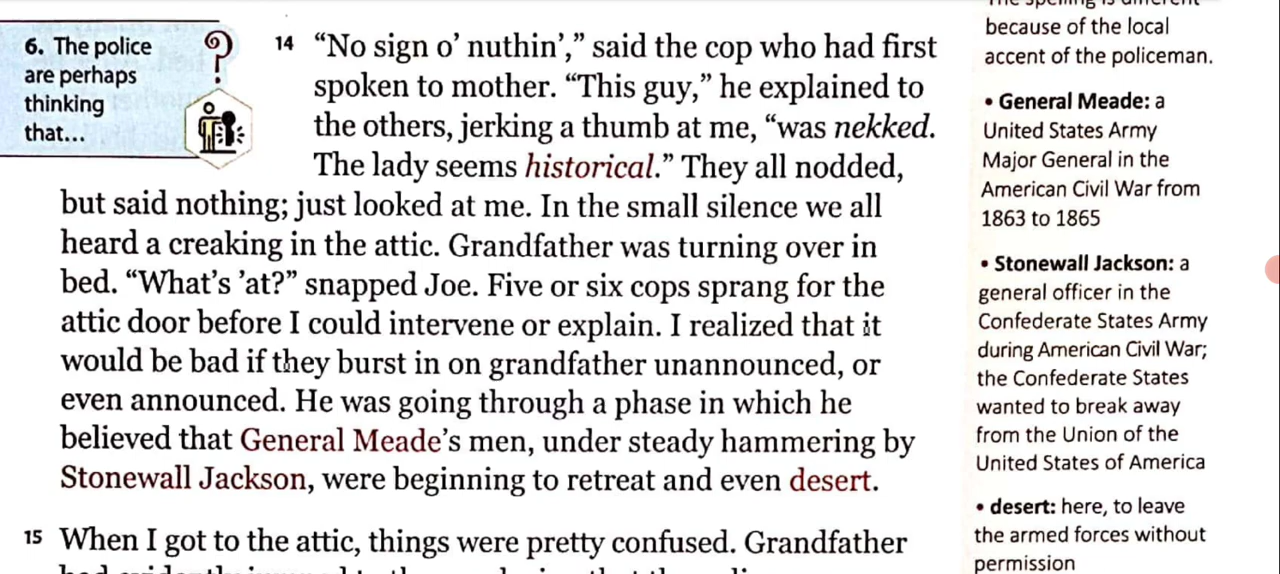 6. The police
are perhaps
thinking
that...
14 “No sign o’ nuthin’,” said the cop who had first
spoken to mother. “This guy,” he explained to
the others, jerking a thumb at me, “was nekked.
The lady seems historical.” They all nodded,
but said nothing; just looked at me. In the small silence we all
heard a creaking in the attic. Grandfather was turning over in
bed. “What’s ’at?” snapped Joe. Five or six cops sprang for the
attic door before I could intervene or explain. I realized that it
would be bad if they burst in on grandfather unannounced, or
even announced. He was going through a phase in which he
believed that General Meade’s men, under steady hammering by
Stonewall Jackson, were beginning to retreat and even desert.
15 When I got to the attic, things were pretty confused. Grandfather
because of the local
accent of the policeman.
• General Meade: a
United States Army
Major General in the
American Civil War from
1863 to 1865
• Stonewall Jackson: a
general officer in the
Confederate States Army
during American Civil War;
the Confederate States
wanted to break away
from the Union of the
United States of America
• desert: here, to leave
the armed forces without
permission